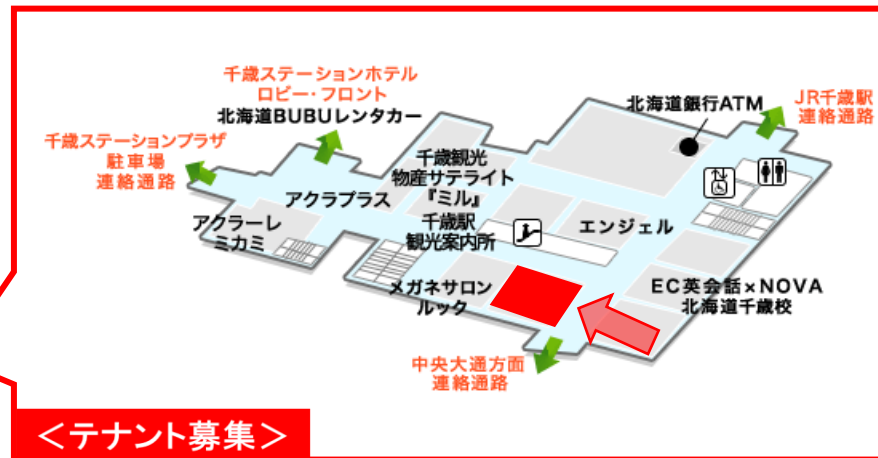 千歳ステーションホテル
ロビー・フロント
北海道BUBUレンタカー
千歳ステーションプラザ
駐車場
連絡通路
北海道銀行ATM
JR千歳駅
連絡通路
千歳観光
物産サテライト
『ミル』
千歳駅
観光案内所
アクラプラス
アクラーレ
ミカミ
エンジェル
メガネサロン
ルック
EC英会話×NOVA
北海道千歳校
中央大通方面
連絡通路
＜テナント募集＞